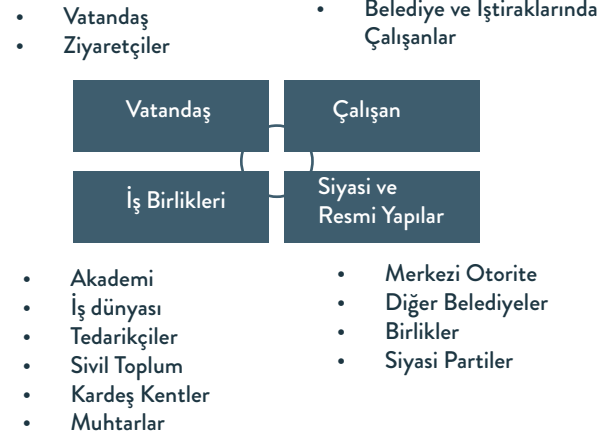 • Vatandaş
• Ziyaretçiler
• Belediye ve İştiraklarında
Çalışanlar
Vatandaş
Çalışan
İş Birlikleri
Siyasi ve
Resmi Yapılar
• Akademi
• İş dünyası
• Tedarikçiler
• Sivil Toplum
• Kardeş Kentler
• Muhtarlar
• Merkezi Otorite
• Diğer Belediyeler
• Birlikler
• Siyasi Partiler